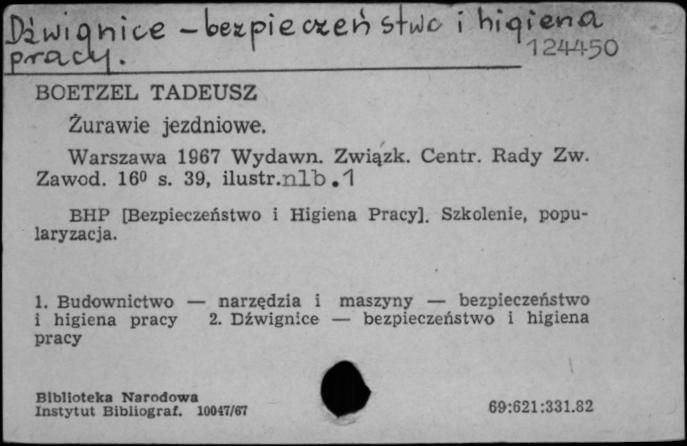 Dźwignice - bezpieczeństwo i higiena
pracy.
124450
BOETZEL TADEUSZ
Żurawie jezdniowe.
Warszawa 1967 Wydawn. Związk. Centr. Rady Zw.
Zawod. 16⁰ s. 39, ilustr.nlb.1
BHP [Bezpieczeństwo i Higiena Pracy]. Szkolenie, popu-
laryzacja.
1. Budownictwo — narzędzia i maszyny — bezpieczeństwo
i higiena pracy 2. Dźwignice — bezpieczeństwo i higiena
pracy
Biblioteka Narodowa
Instytut Bibliograf. 10047/67
69:621:331.82